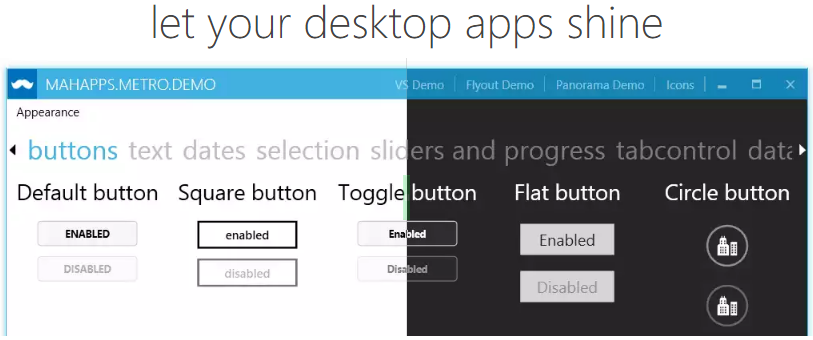 let your desktop apps shine
MAHAPPS.METRO.DEMO VS Demo Flyout Demo Panorama Demo Icons
Appearance
buttons text dates selection sliders and progress tabcontrol data
Default button Square button Toggle button Flat button Circle button
ENABLED enabled Enabled Enabled
DISABLED disabled Disabled Disabled